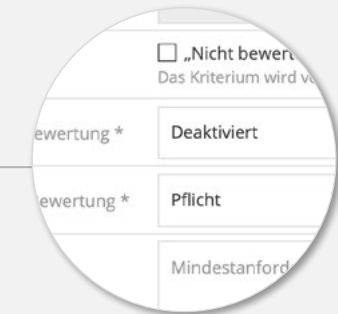 „Nicht bewert
Das Kriterium wird
ewertung * Deaktiviert
ewertung * Pflicht
Mindestanford